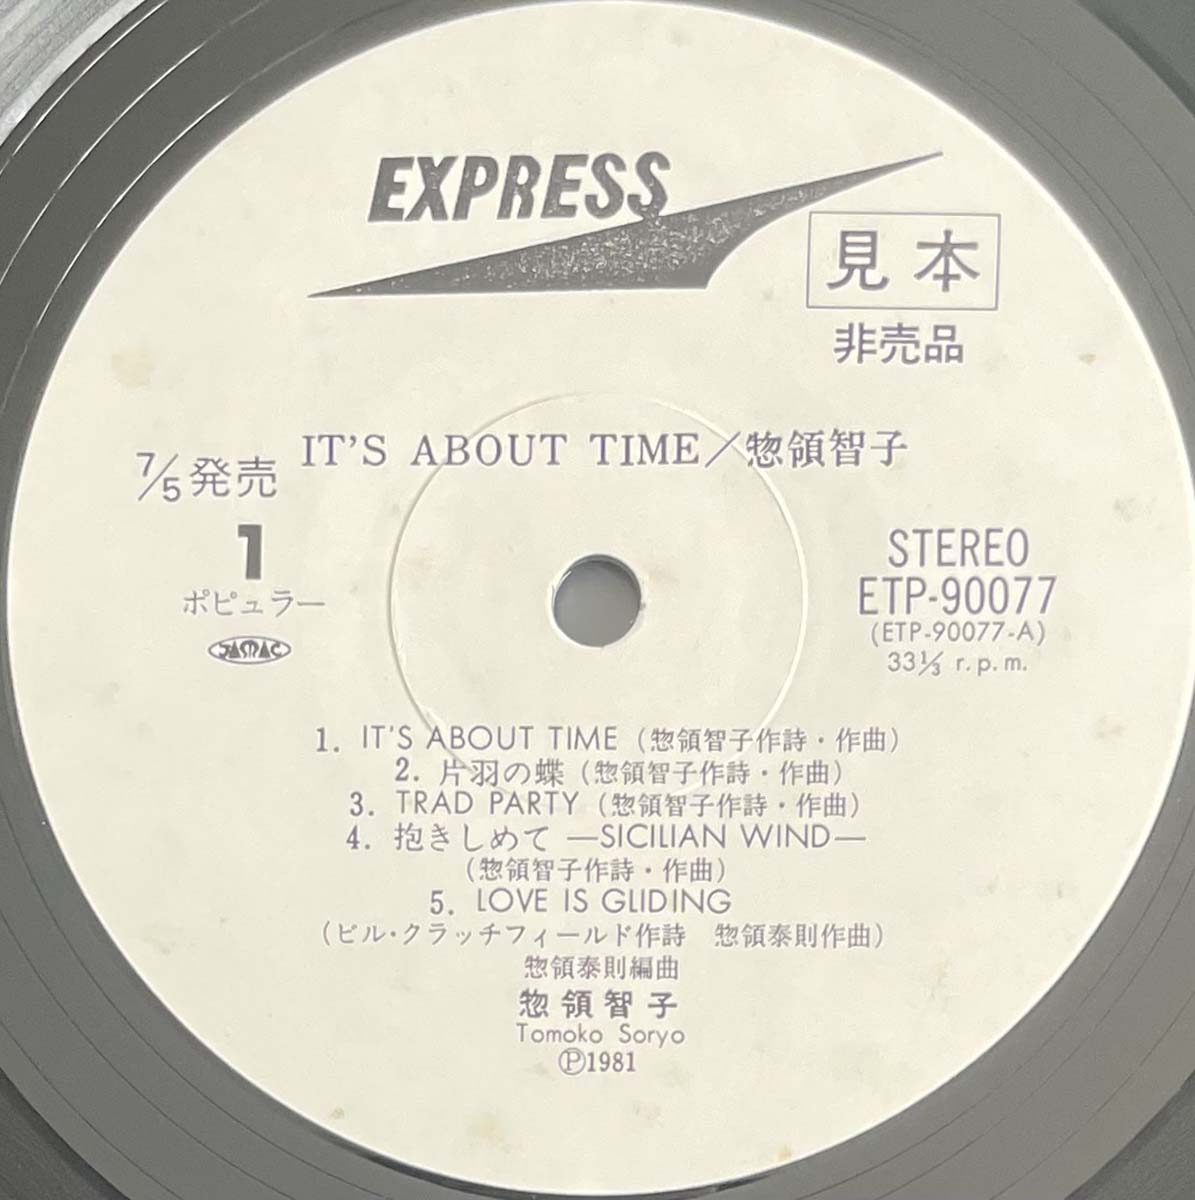 EXPRESS
見本
非売品
IT'S ABOUT TIME/惣領智子
7/5発売
1
ポピュラー
JASRAC
STEREO
ETP-90077
(ETP-90077-A)
33⅓ r.p.m.
1. IT'S ABOUT TIME (惣領智子作詩・作曲)
2. 片羽の蝶 (惣領智子作詩・作曲)
3. TRAD PARTY (惣領智子作詩・作曲)
4. 抱きしめて —SICILIAN WIND—
(惣領智子作詩・作曲)
5. LOVE IS GLIDING
(ビル・クラッチフィールド作詩 惣領泰則作曲)
惣領泰則編曲
惣領智子
Tomoko Soryo
Ⓟ1981